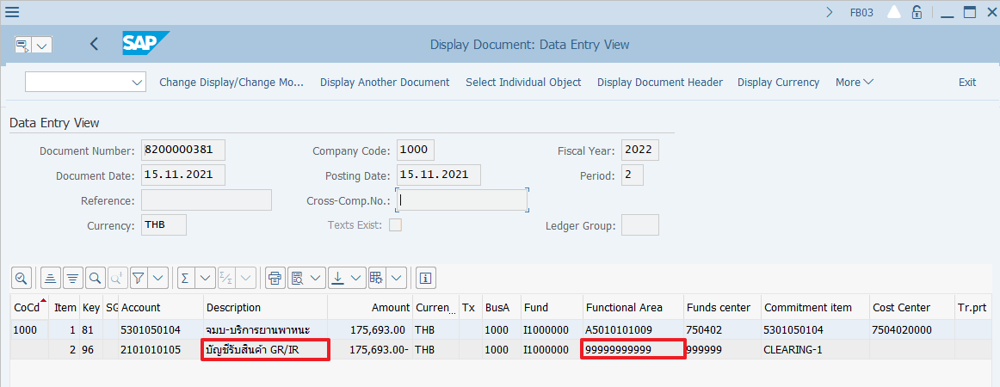 FB03
SAP
Display Document: Data Entry View
Change Display/Change Mo... Display Another Document Select Individual Object Display Document Header Display Currency More Exit
Data Entry View
Document Number: 8200000381 Company Code: 1000 Fiscal Year: 2022
Document Date: 15.11.2021 Posting Date: 15.11.2021 Period: 2
Reference: Cross-Comp.No.:
Currency: THB Texts Exist: Ledger Group:
CoCd Item Key SG Account Description Amount Curren... Tx BusA Fund Functional Area Funds center Commitment item Cost Center Tr.prt
1000 1 81 5301050104 จมบ-บริการยานพาหนะ 175,693.00 THB 1000 I1000000 A5010101009 750402 5301050104 7504020000
2 96 2101010105 บัญชีรับสินค้า GR/IR 175,693.00- THB 1000 I1000000 99999999999 999999 CLEARING-1